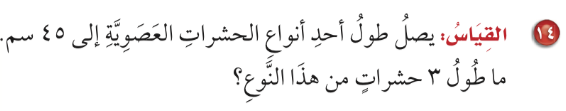 ١٤ القِيَاسُ: يصلُ طولُ أحدِ أنواعِ الحشراتِ العَصَوِيَّةِ إلى ٤٥ سم.
ما طُولُ ٣ حشراتٍ من هذَا النَّوعِ؟